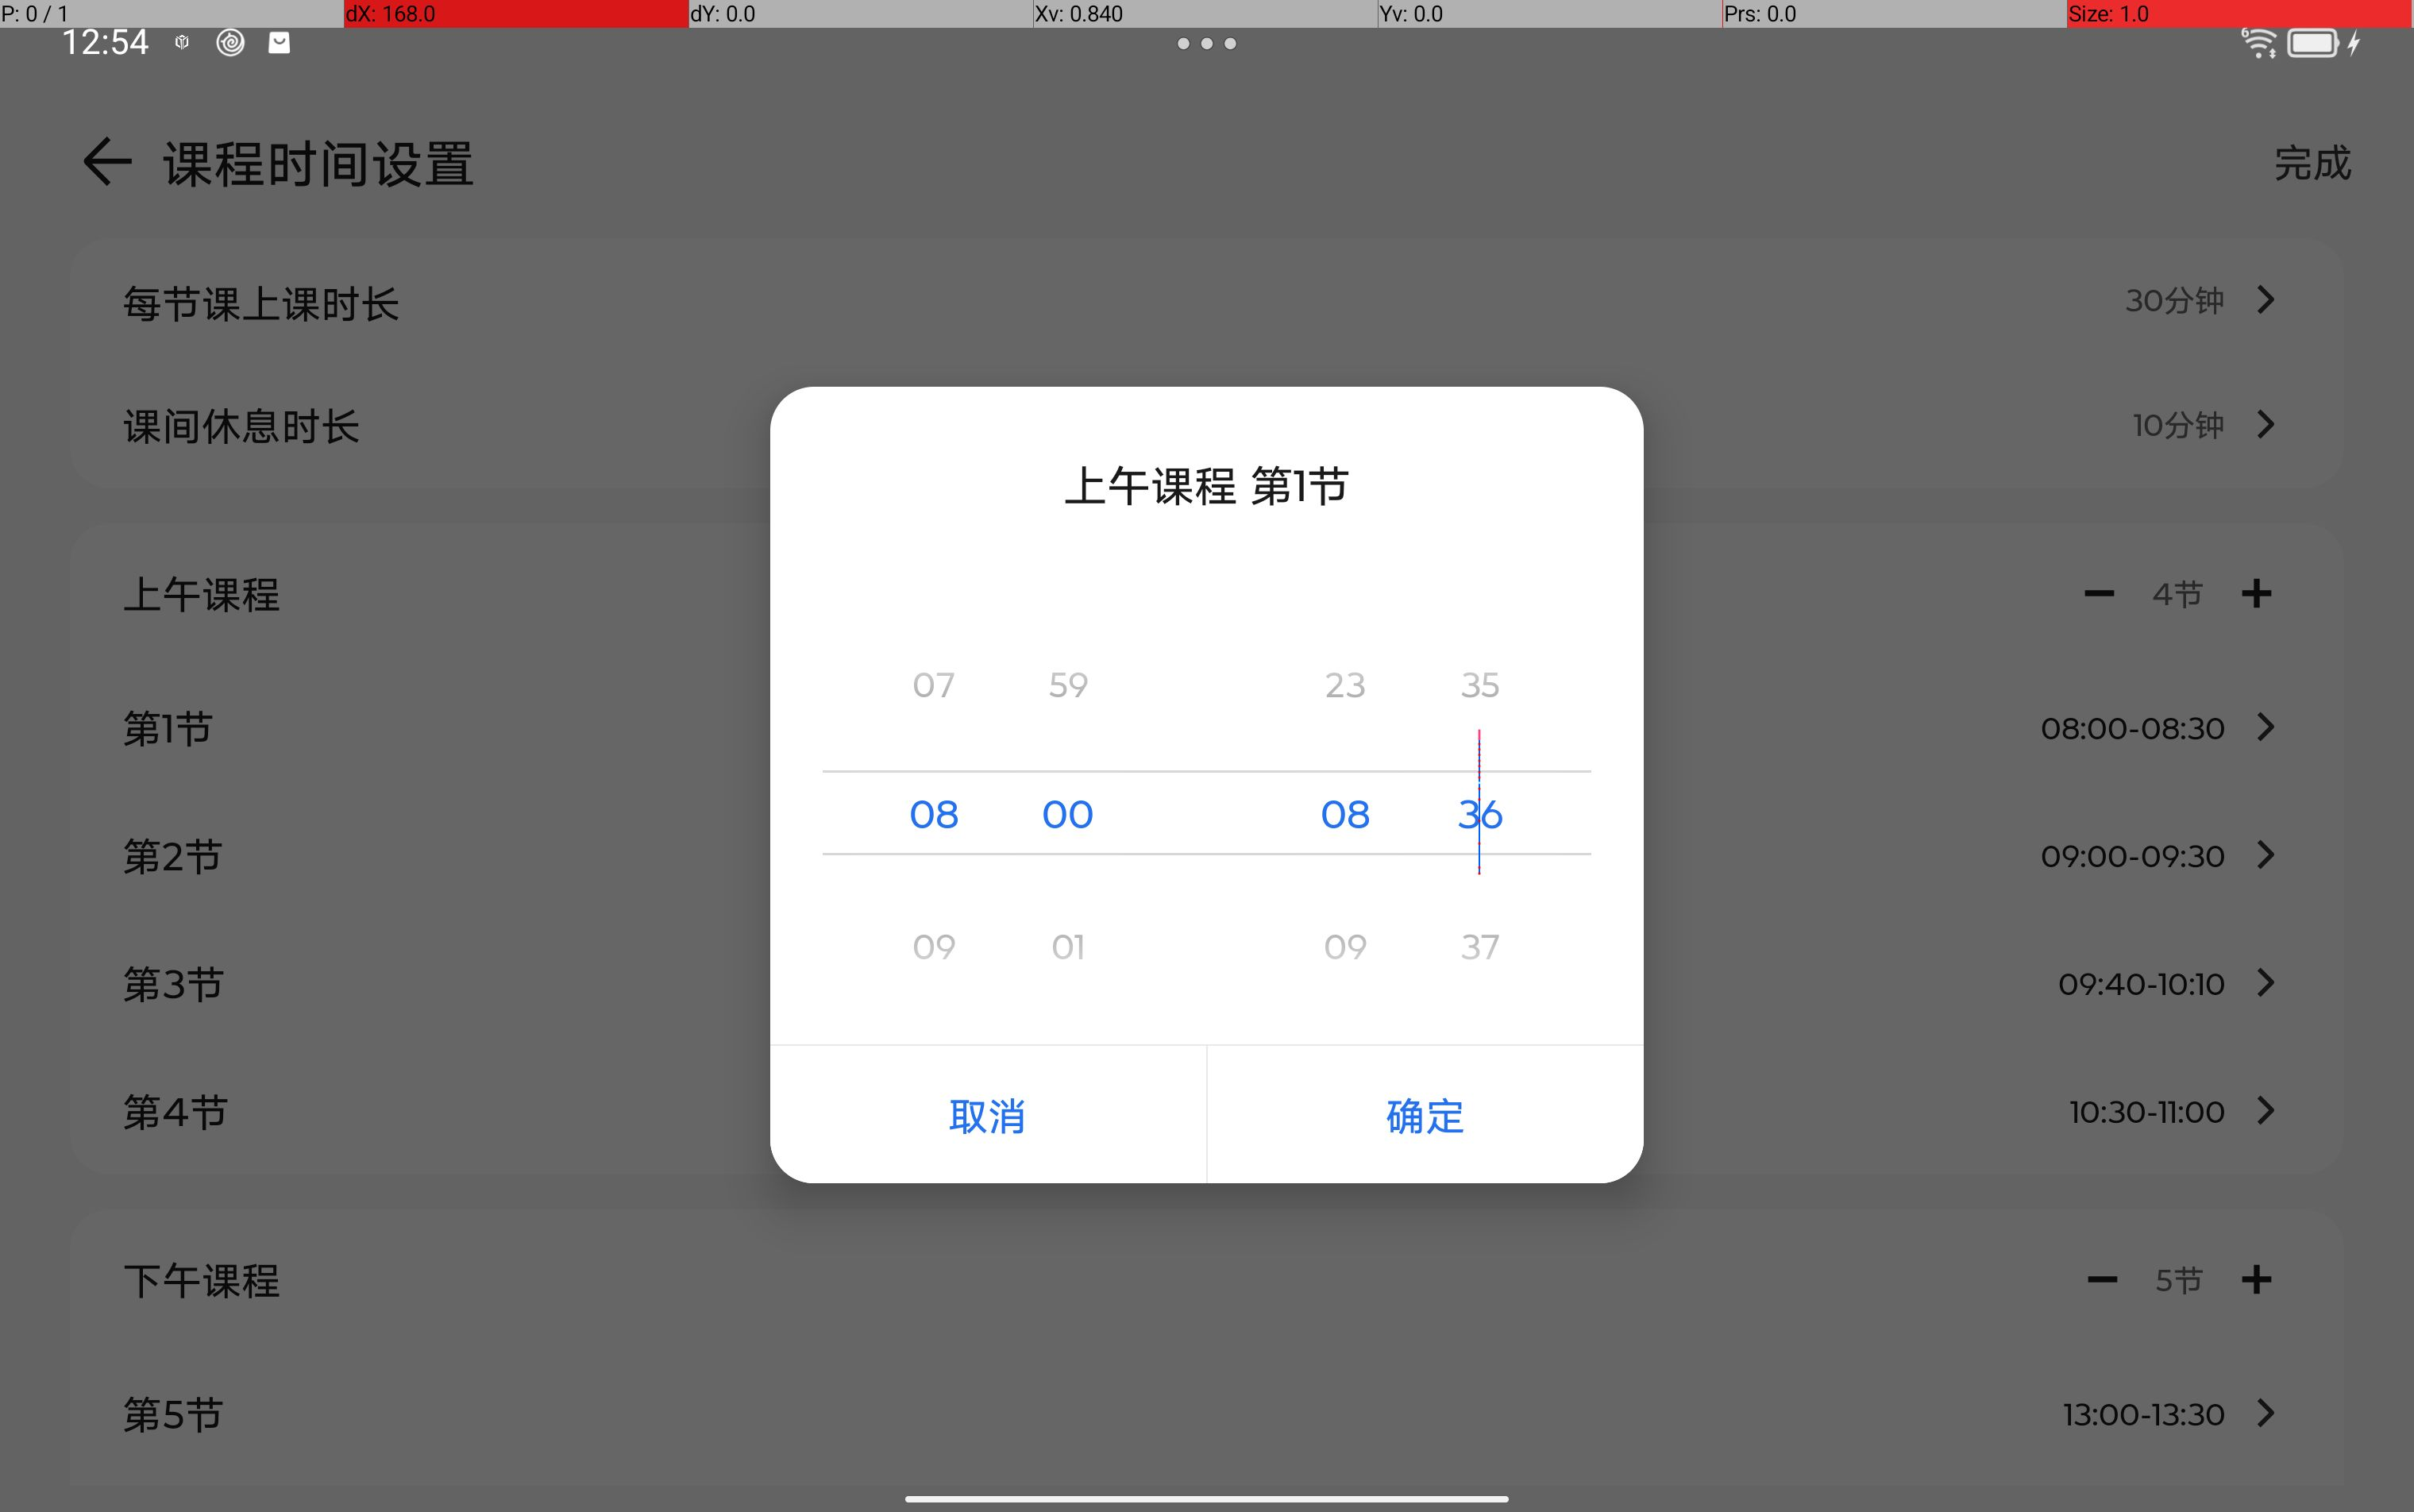 P: 0 / 1 dX: 168.0 dY: 0.0 Xv: 0.840 Yv: 0.0 Prs: 0.0 Size: 1.0
12:54 6
课程时间设置 完成
每节课上课时长 30分钟
课间休息时长 10分钟
上午课程 4节
第1节 08:00-08:30
第2节 09:00-09:30
第3节 09:40-10:10
第4节 10:30-11:00
下午课程 5节
第5节 13:00-13:30
上午课程 第1节
07 59 23 35
08 00 08 36
09 01 09 37
取消 确定